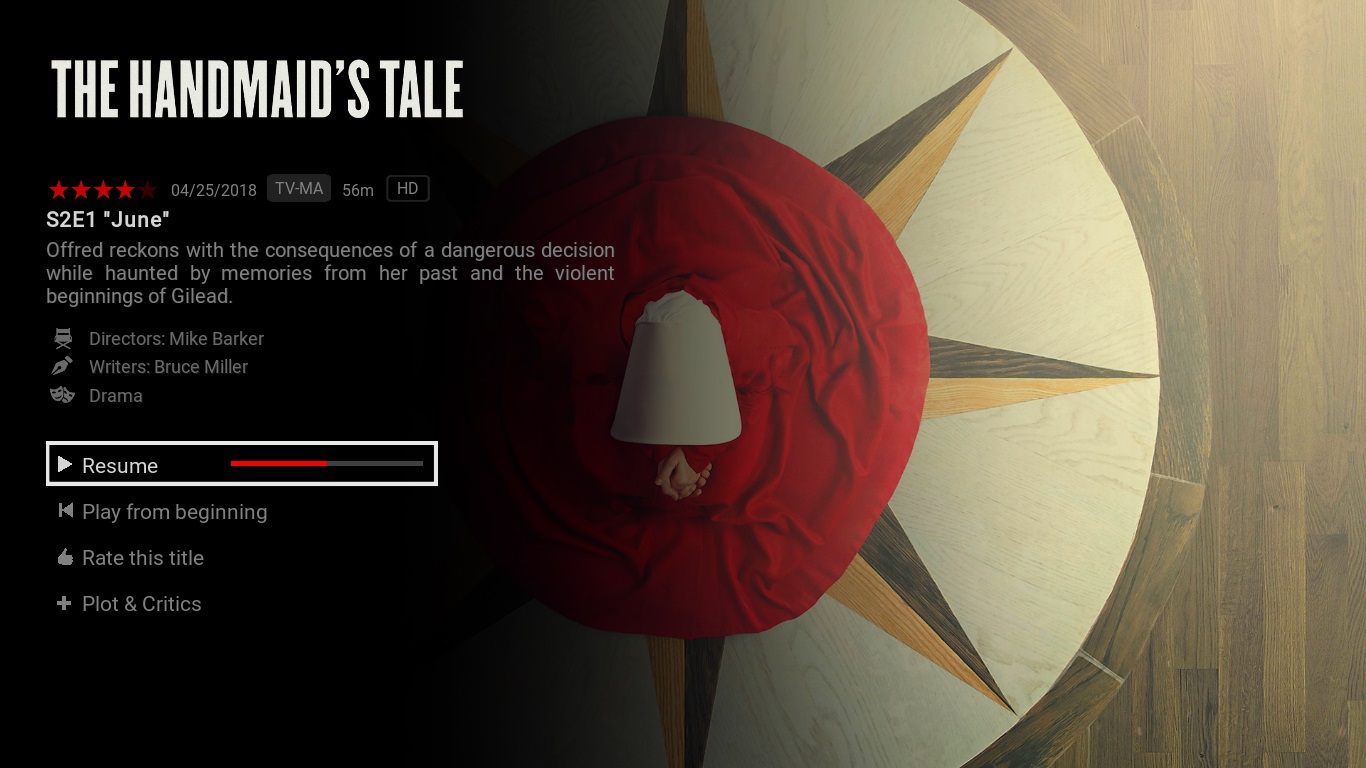 THE HANDMAID'S TALE
04/25/2018 TV-MA 56m HD
S2E1 "June"
Offred reckons with the consequences of a dangerous decision
while haunted by memories from her past and the violent
beginnings of Gilead.
Directors: Mike Barker
Writers: Bruce Miller
Drama
Resume
Play from beginning
Rate this title
Plot & Critics